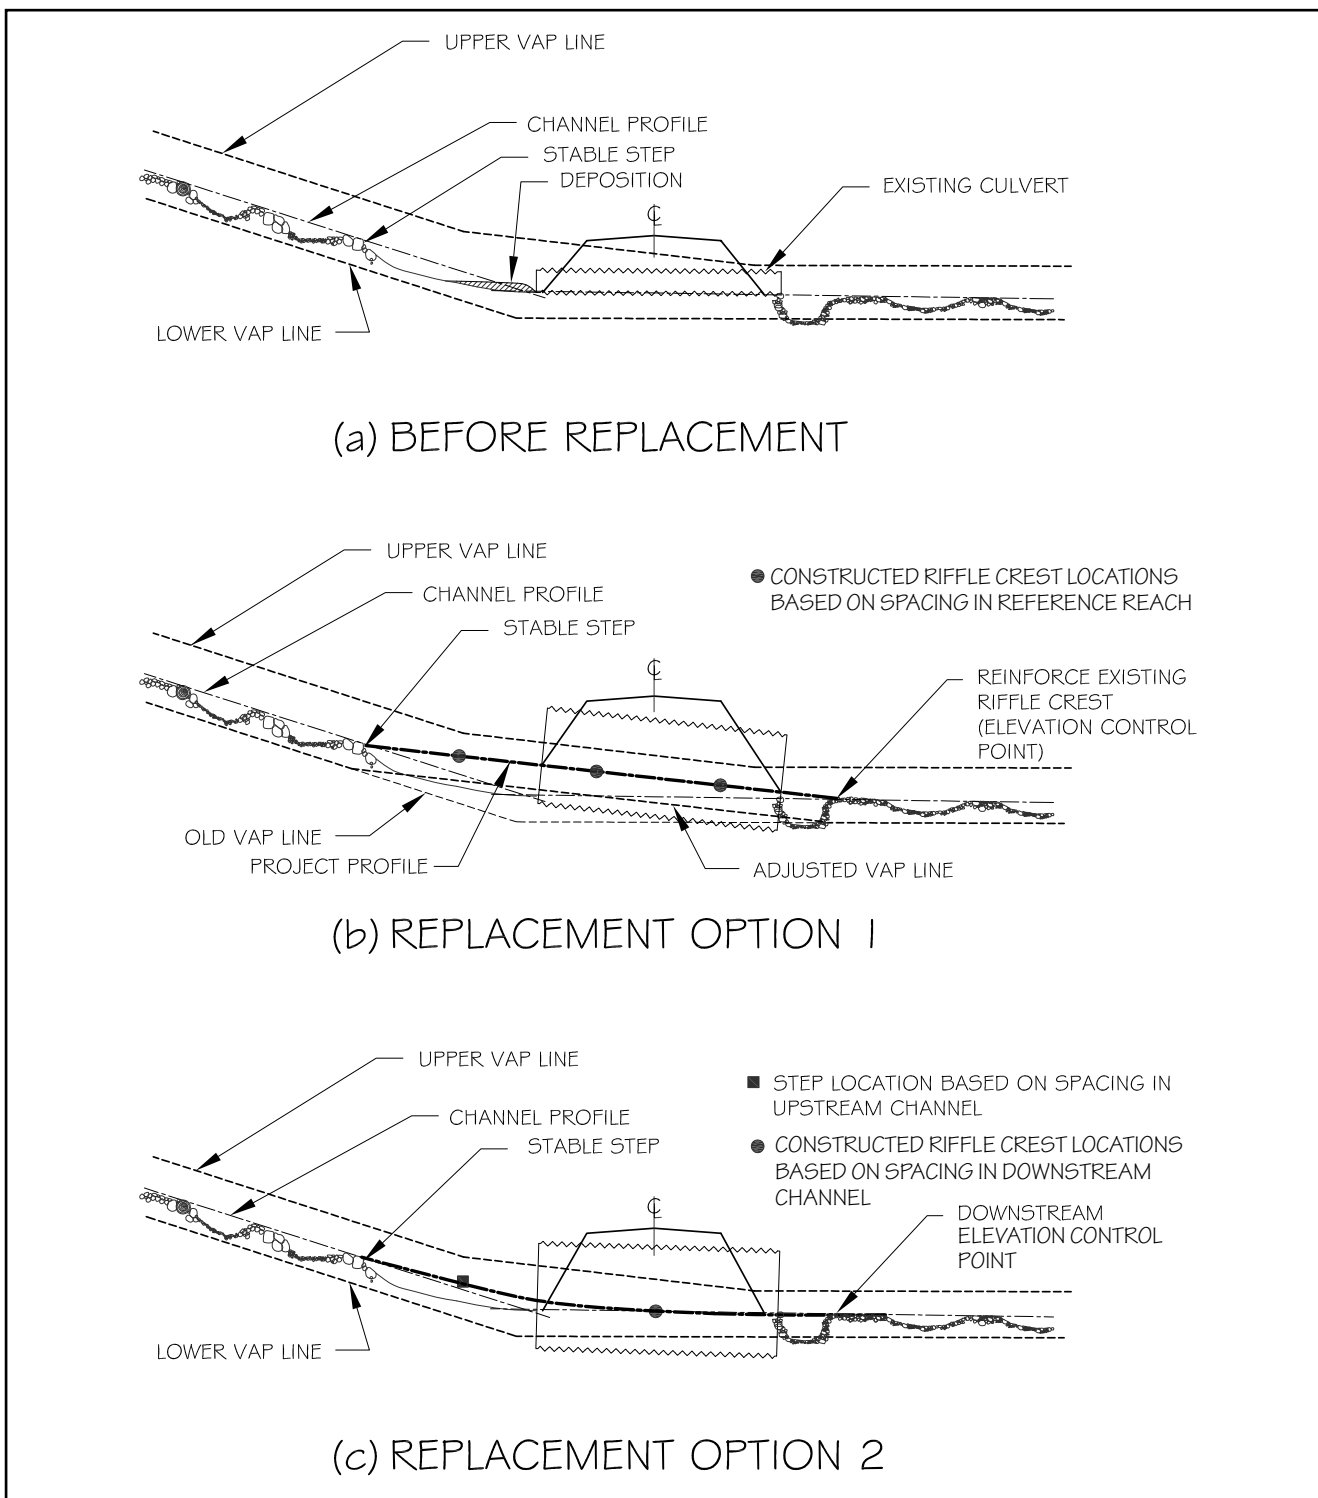 UPPER VAP LINE
CHANNEL PROFILE
STABLE STEP
DEPOSITION
EXISTING CULVERT
℄
LOWER VAP LINE
(a) BEFORE REPLACEMENT
UPPER VAP LINE
CHANNEL PROFILE
STABLE STEP
CONSTRUCTED RIFFLE CREST LOCATIONS
BASED ON SPACING IN REFERENCE REACH
℄
REINFORCE EXISTING
RIFFLE CREST
(ELEVATION CONTROL
POINT)
OLD VAP LINE
PROJECT PROFILE
ADJUSTED VAP LINE
(b) REPLACEMENT OPTION 1
UPPER VAP LINE
CHANNEL PROFILE
STABLE STEP
STEP LOCATION BASED ON SPACING IN
UPSTREAM CHANNEL
CONSTRUCTED RIFFLE CREST LOCATIONS
BASED ON SPACING IN DOWNSTREAM
CHANNEL
℄
DOWNSTREAM
ELEVATION CONTROL
POINT
LOWER VAP LINE
(c) REPLACEMENT OPTION 2